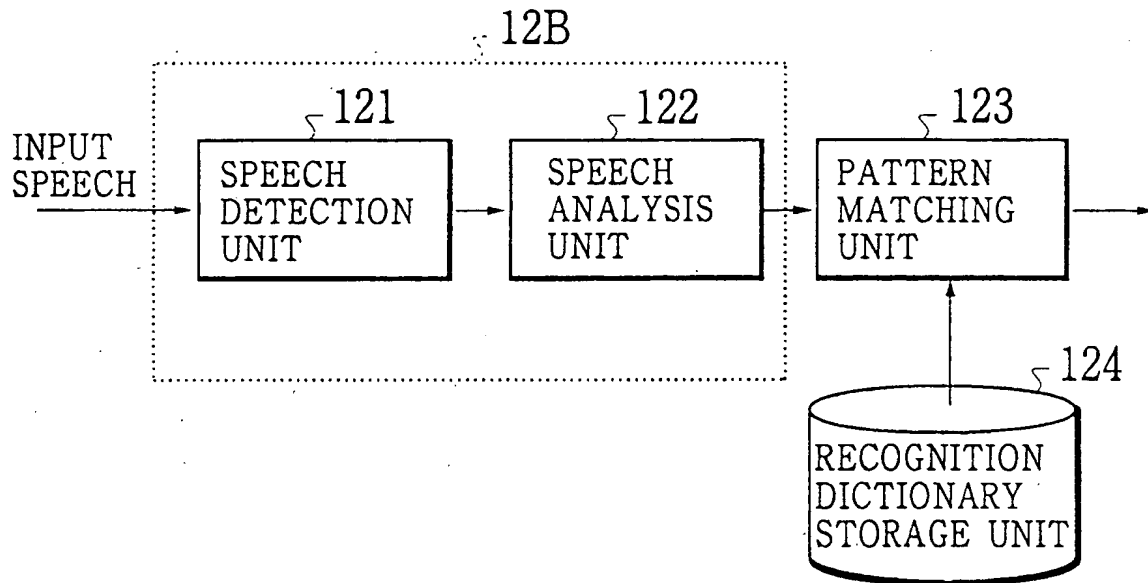 12B
121
122
123
INPUT
SPEECH
SPEECH
DETECTION
UNIT
SPEECH
ANALYSIS
UNIT
PATTERN
MATCHING
UNIT
124
RECOGNITION
DICTIONARY
STORAGE UNIT